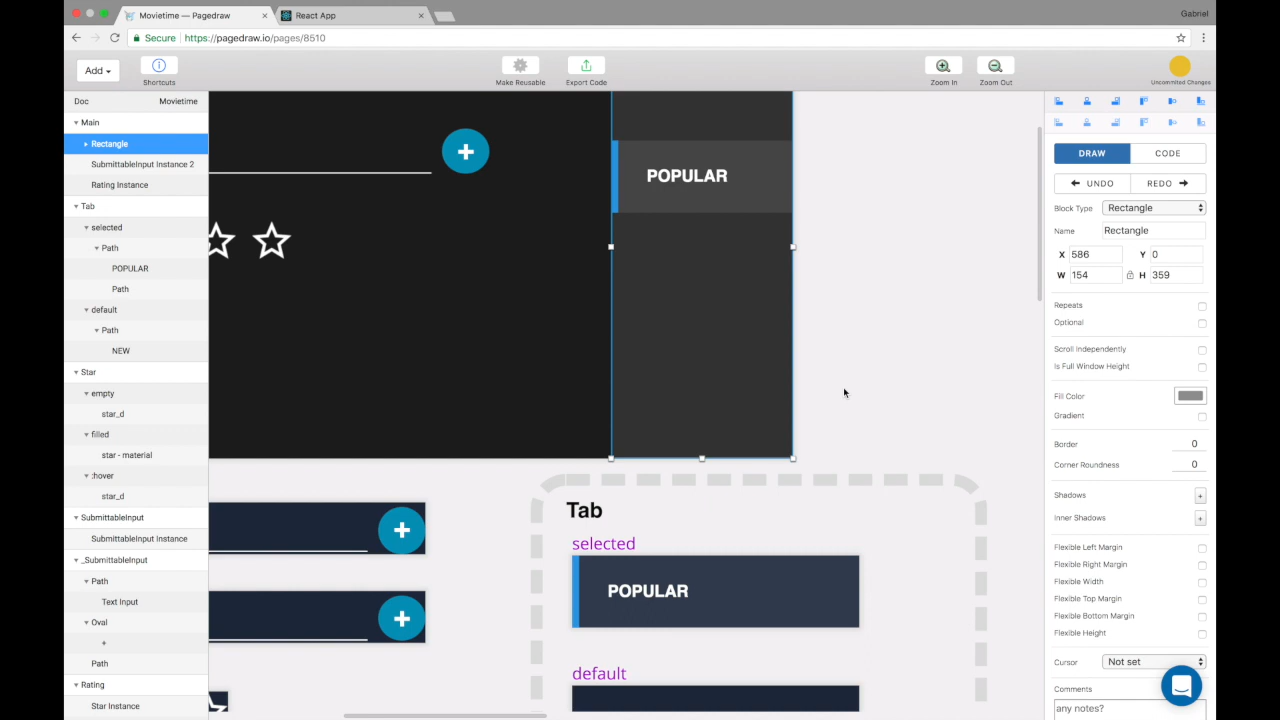 Movietime — Pagedraw
React App
Gabriel
Secure
https://pagedraw.io/pages/8510
Add
Shortcuts
Make Reusable
Export Code
Zoom In
Zoom Out
Uncommited Changes
Doc
Movietime
Main
Rectangle
SubmittableInput Instance 2
Rating Instance
Tab
selected
Path
POPULAR
Path
default
Path
NEW
Star
empty
star_d
filled
star - material
:hover
star_d
SubmittableInput
SubmittableInput Instance
_SubmittableInput
Path
Text Input
Oval
+
Path
Rating
Star Instance
POPULAR
Tab
selected
POPULAR
default
DRAW
CODE
UNDO
REDO
Block Type
Rectangle
Name
Rectangle
X 586 Y 0
W 154 H 359
Repeats
Optional
Scroll Independently
Is Full Window Height
Fill Color
Gradient
Border 0
Corner Roundness 0
Shadows +
Inner Shadows +
Flexible Left Margin
Flexible Right Margin
Flexible Width
Flexible Top Margin
Flexible Bottom Margin
Flexible Height
Cursor
Not set
Comments
any notes?